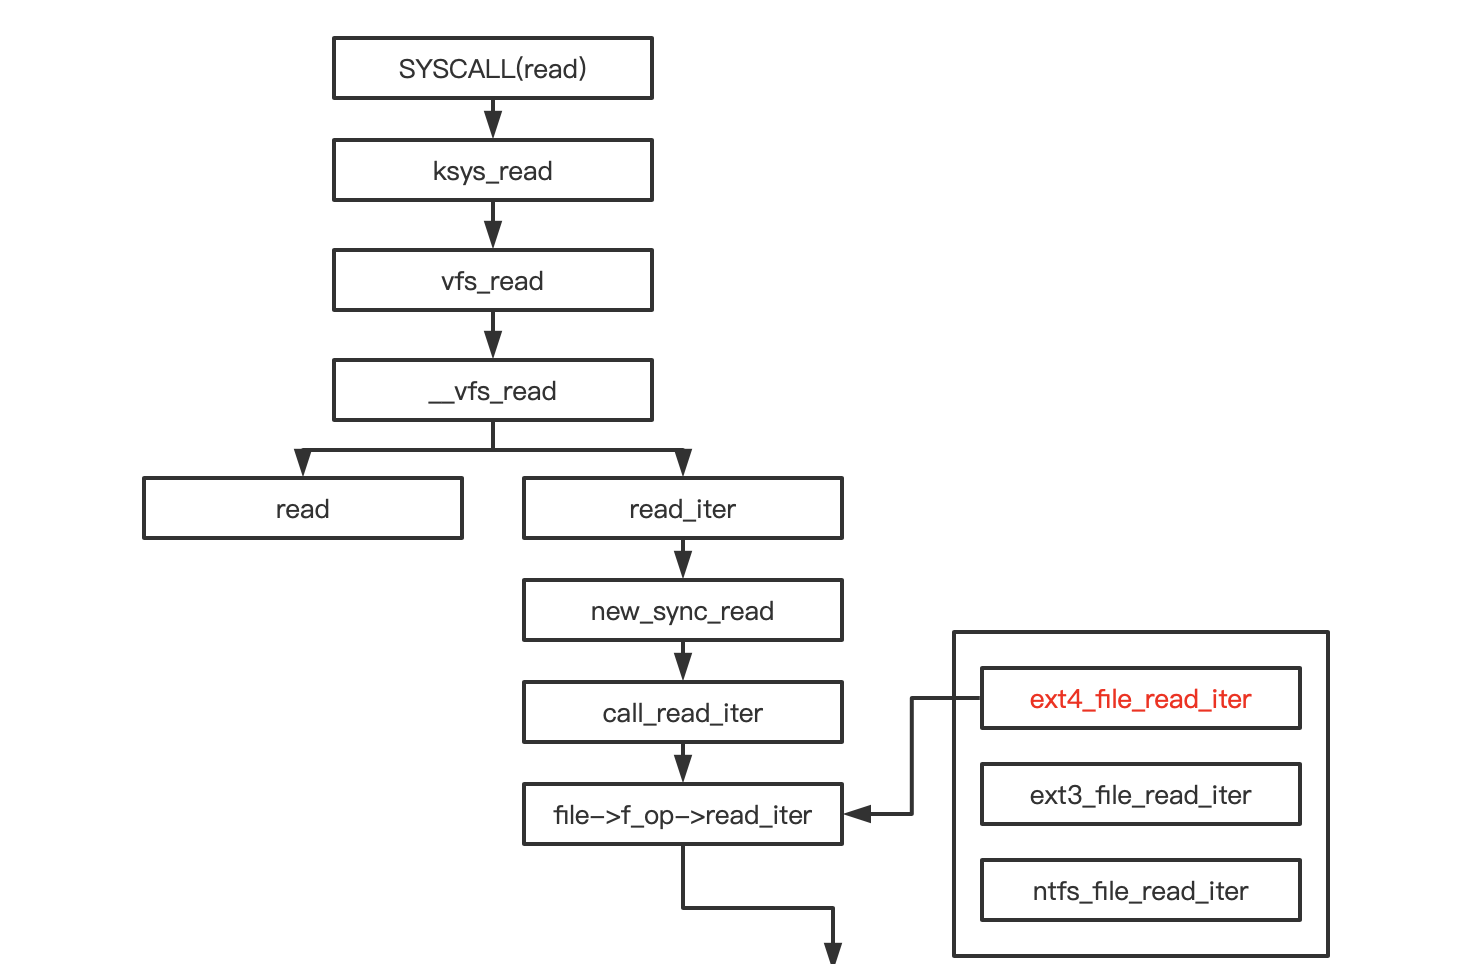 SYSCALL(read)
ksys_read
vfs_read
__vfs_read
read
read_iter
new_sync_read
call_read_iter
file->f_op->read_iter
ext4_file_read_iter
ext3_file_read_iter
ntfs_file_read_iter